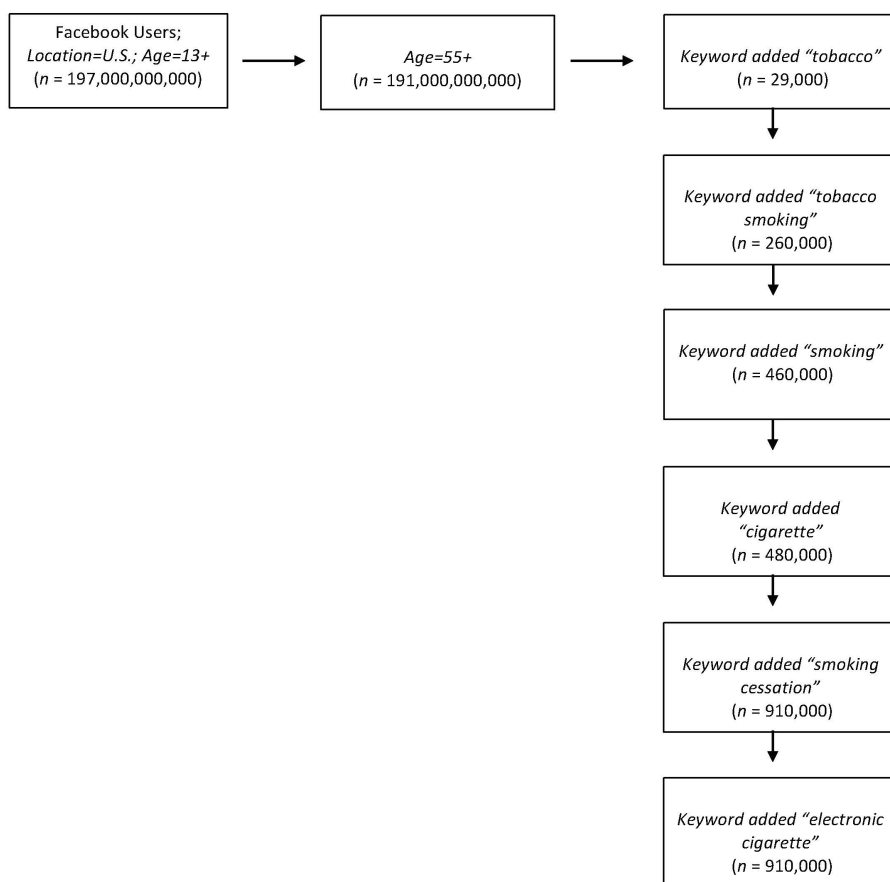 Facebook Users;
Location=U.S.; Age=13+
(n = 197,000,000,000)
Age=55+
(n = 191,000,000,000)
Keyword added “tobacco”
(n = 29,000)
Keyword added “tobacco
smoking”
(n = 260,000)
Keyword added “smoking”
(n = 460,000)
Keyword added
“cigarette”
(n = 480,000)
Keyword added “smoking
cessation”
(n = 910,000)
Keyword added “electronic
cigarette”
(n = 910,000)